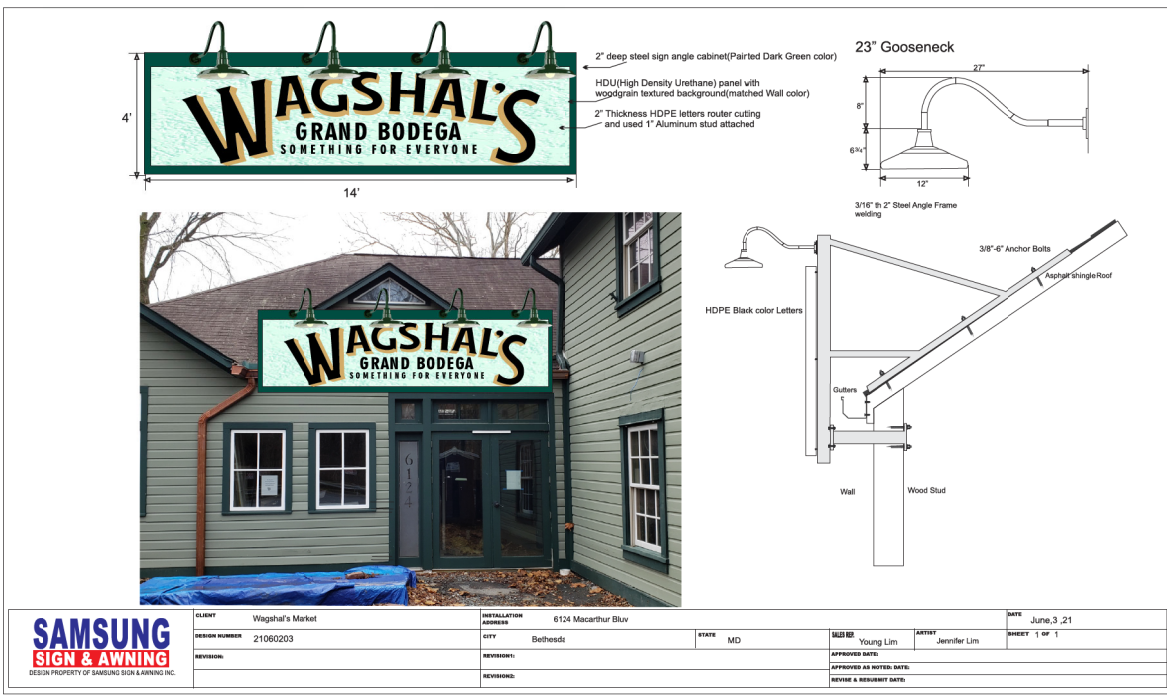 WAGSHAL'S
GRAND BODEGA
SOMETHING FOR EVERYONE
4'
14'
2" deep steel sign angle cabinet(Pairted Dark Green color)
HDU(High Density Urethane) panel with
woodgrain textured background(matched Wall color)
2" Thickness HDPE letters router cutting
and used 1" Aluminum stud attached
23" Gooseneck
27"
8"
6 3/4"
12"
3/16" th 2" Steel Angle Frame
welding
WAGSHAL'S
GRAND BODEGA
SOMETHING FOR EVERYONE
6124
3/8"-6" Anchor Bolts
Asphalt shingle Roof
HDPE Black color Letters
Gutters
Wall
Wood Stud
SAMSUNG
SIGN & AWNING
DESIGN PROPERTY OF SAMSUNG SIGN & AWNING INC.
CLIENT Wagshal's Market
DESIGN NUMBER 21060203
REVISION:
INSTALLATION ADDRESS 6124 Macarthur Bluv
CITY Bethesda
STATE MD
REVISION1:
REVISION2:
SALES REP. Young Lim
ARTIST Jennifer Lim
DATE June,3 ,21
SHEET 1 OF 1
APPROVED DATE:
APPROVED AS NOTED: DATE:
REVISE & RESUBMIT DATE: